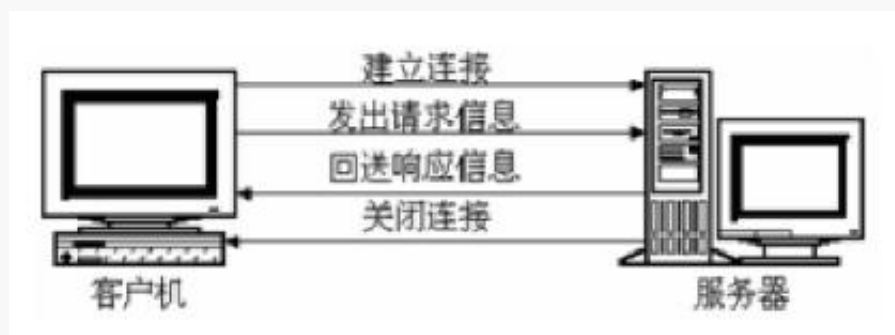 建立连接
发出请求信息
回送响应信息
关闭连接
客户机
服务器